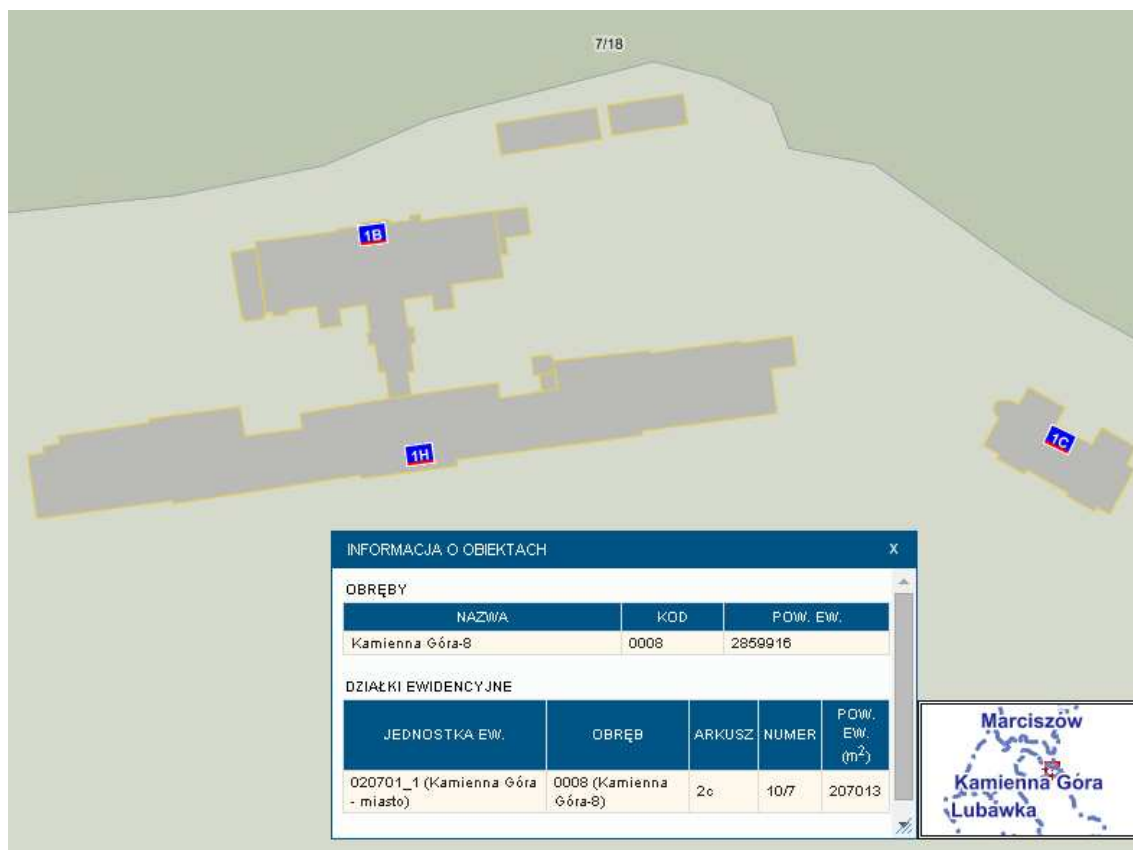 7/18
1B
1H
1C
INFORMACJA O OBIEKTACH x
OBRĘBY
NAZWA KOD POW. EW.
Kamienna Góra-8 0008 2859916
DZIAŁKI EWIDENCYJNE
JEDNOSTKA EW. OBRĘB ARKUSZ NUMER POW. EW. (m²)
020701_1 (Kamienna Góra - miasto) 0008 (Kamienna Góra-8) 2c 10/7 207013
Marciszów
Kamienna Góra
Lubawka